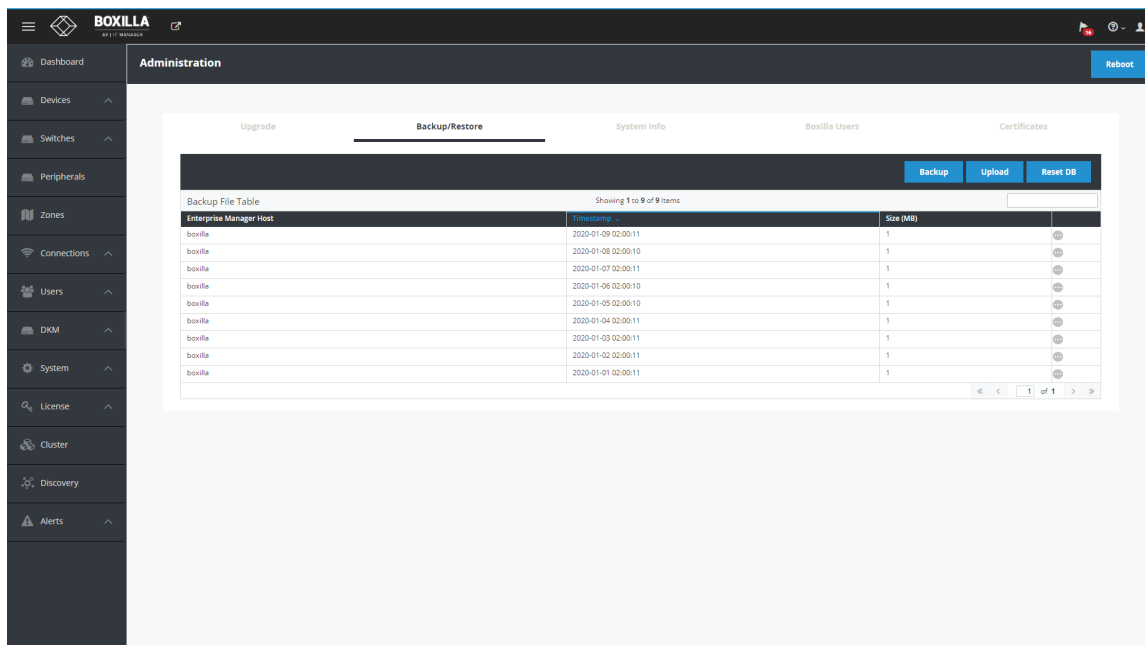 BOXILLA
AV | IT MANAGER
16
Dashboard
Administration
Reboot
Devices
Switches
Peripherals
Zones
Connections
Users
DKM
System
License
Cluster
Discovery
Alerts
Upgrade Backup/Restore System Info Boxilla Users Certificates
Backup Upload Reset DB
Backup File Table Showing 1 to 9 of 9 Items
Enterprise Manager Host Timestamp Size (MB)
boxilla 2020-01-09 02:00:11 1
boxilla 2020-01-08 02:00:10 1
boxilla 2020-01-07 02:00:11 1
boxilla 2020-01-06 02:00:10 1
boxilla 2020-01-05 02:00:10 1
boxilla 2020-01-04 02:00:11 1
boxilla 2020-01-03 02:00:11 1
boxilla 2020-01-02 02:00:11 1
boxilla 2020-01-01 02:00:11 1
« < 1 of 1 > »